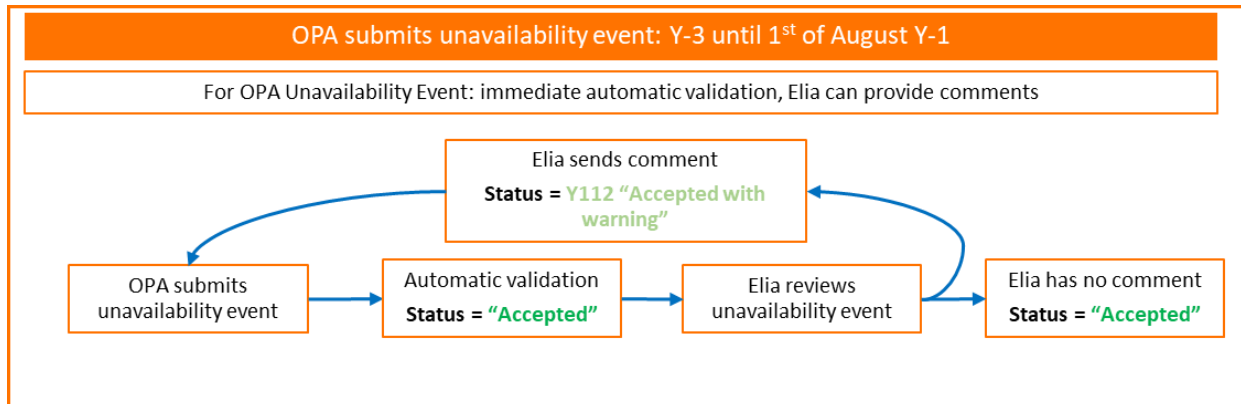 OPA submits unavailability event: Y-3 until 1st of August Y-1
For OPA Unavailability Event: immediate automatic validation, Elia can provide comments
Elia sends comment
Status = Y112 “Accepted with
warning”
OPA submits
unavailability event
Automatic validation
Status = “Accepted”
Elia reviews
unavailability event
Elia has no comment
Status = “Accepted”